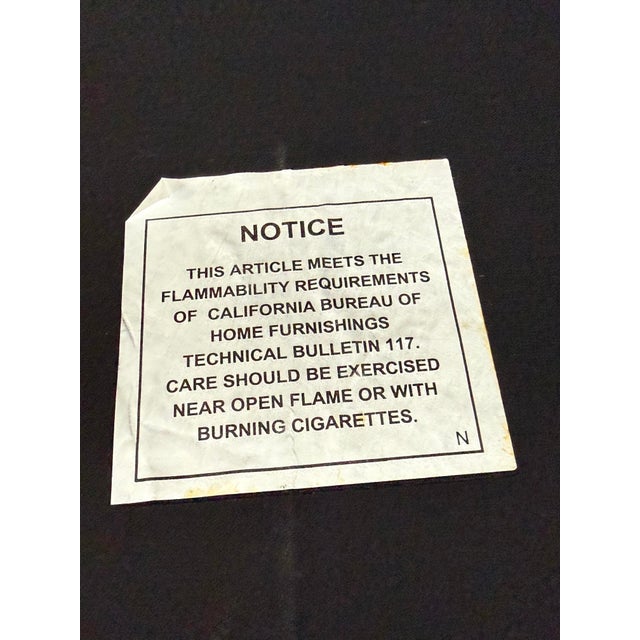 NOTICE
THIS ARTICLE MEETS THE
FLAMMABILITY REQUIREMENTS
OF CALIFORNIA BUREAU OF
HOME FURNISHINGS
TECHNICAL BULLETIN 117.
CARE SHOULD BE EXERCISED
NEAR OPEN FLAME OR WITH
BURNING CIGARETTES.
N